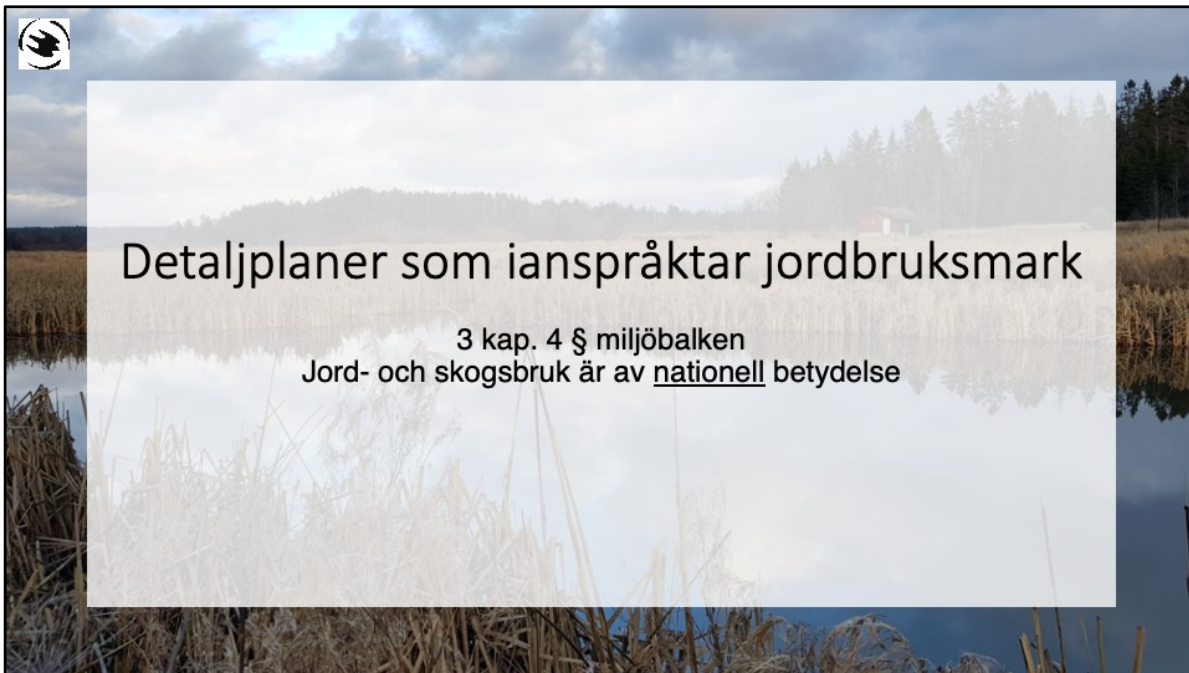 Detaljplaner som ianspråktar jordbruksmark
3 kap. 4 § miljöbalken
Jord- och skogsbruk är av nationell betydelse